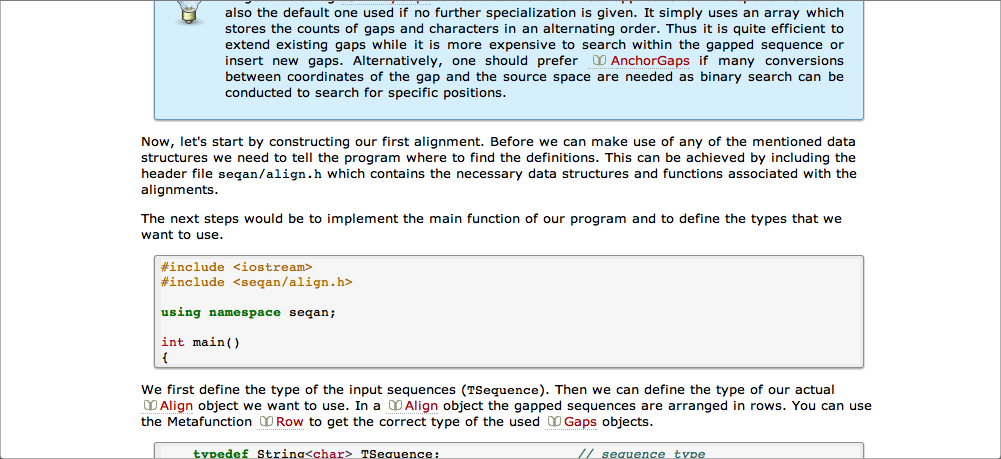 also the default one used if no further specialization is given. It simply uses an array which
stores the counts of gaps and characters in an alternating order. Thus it is quite efficient to
extend existing gaps while it is more expensive to search within the gapped sequence or
insert new gaps. Alternatively, one should prefer AnchorGaps if many conversions
between coordinates of the gap and the source space are needed as binary search can be
conducted to search for specific positions.
Now, let's start by constructing our first alignment. Before we can make use of any of the mentioned data
structures we need to tell the program where to find the definitions. This can be achieved by including the
header file seqan/align.h which contains the necessary data structures and functions associated with the
alignments.
The next steps would be to implement the main function of our program and to define the types that we
want to use.
#include <iostream>
#include <seqan/align.h>
using namespace seqan;
int main()
{
We first define the type of the input sequences (TSequence). Then we can define the type of our actual
Align object we want to use. In a Align object the gapped sequences are arranged in rows. You can use
the Metafunction Row to get the correct type of the used Gaps objects.
typedef String<char> TSequence; // sequence type